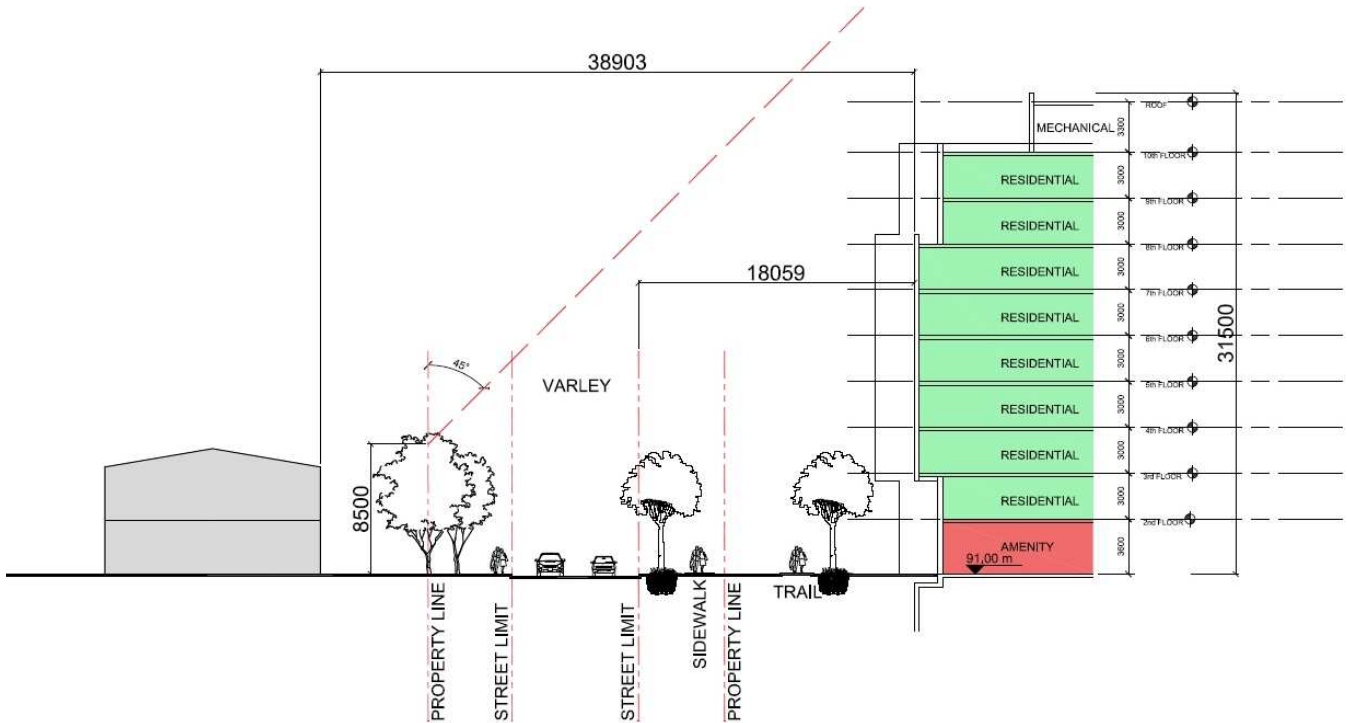 38903
ROOF
MECHANICAL
3300
10th FLOOR
RESIDENTIAL
3000
9th FLOOR
RESIDENTIAL
3000
8th FLOOR
18059
RESIDENTIAL
3000
7th FLOOR
RESIDENTIAL
3000
31500
6th FLOOR
45°
VARLEY
RESIDENTIAL
3000
5th FLOOR
RESIDENTIAL
3000
4th FLOOR
RESIDENTIAL
3000
3rd FLOOR
8500
RESIDENTIAL
3000
2nd FLOOR
AMENITY
91,00 m
3600
TRAIL
PROPERTY LINE
STREET LIMIT
STREET LIMIT
SIDEWALK
PROPERTY LINE